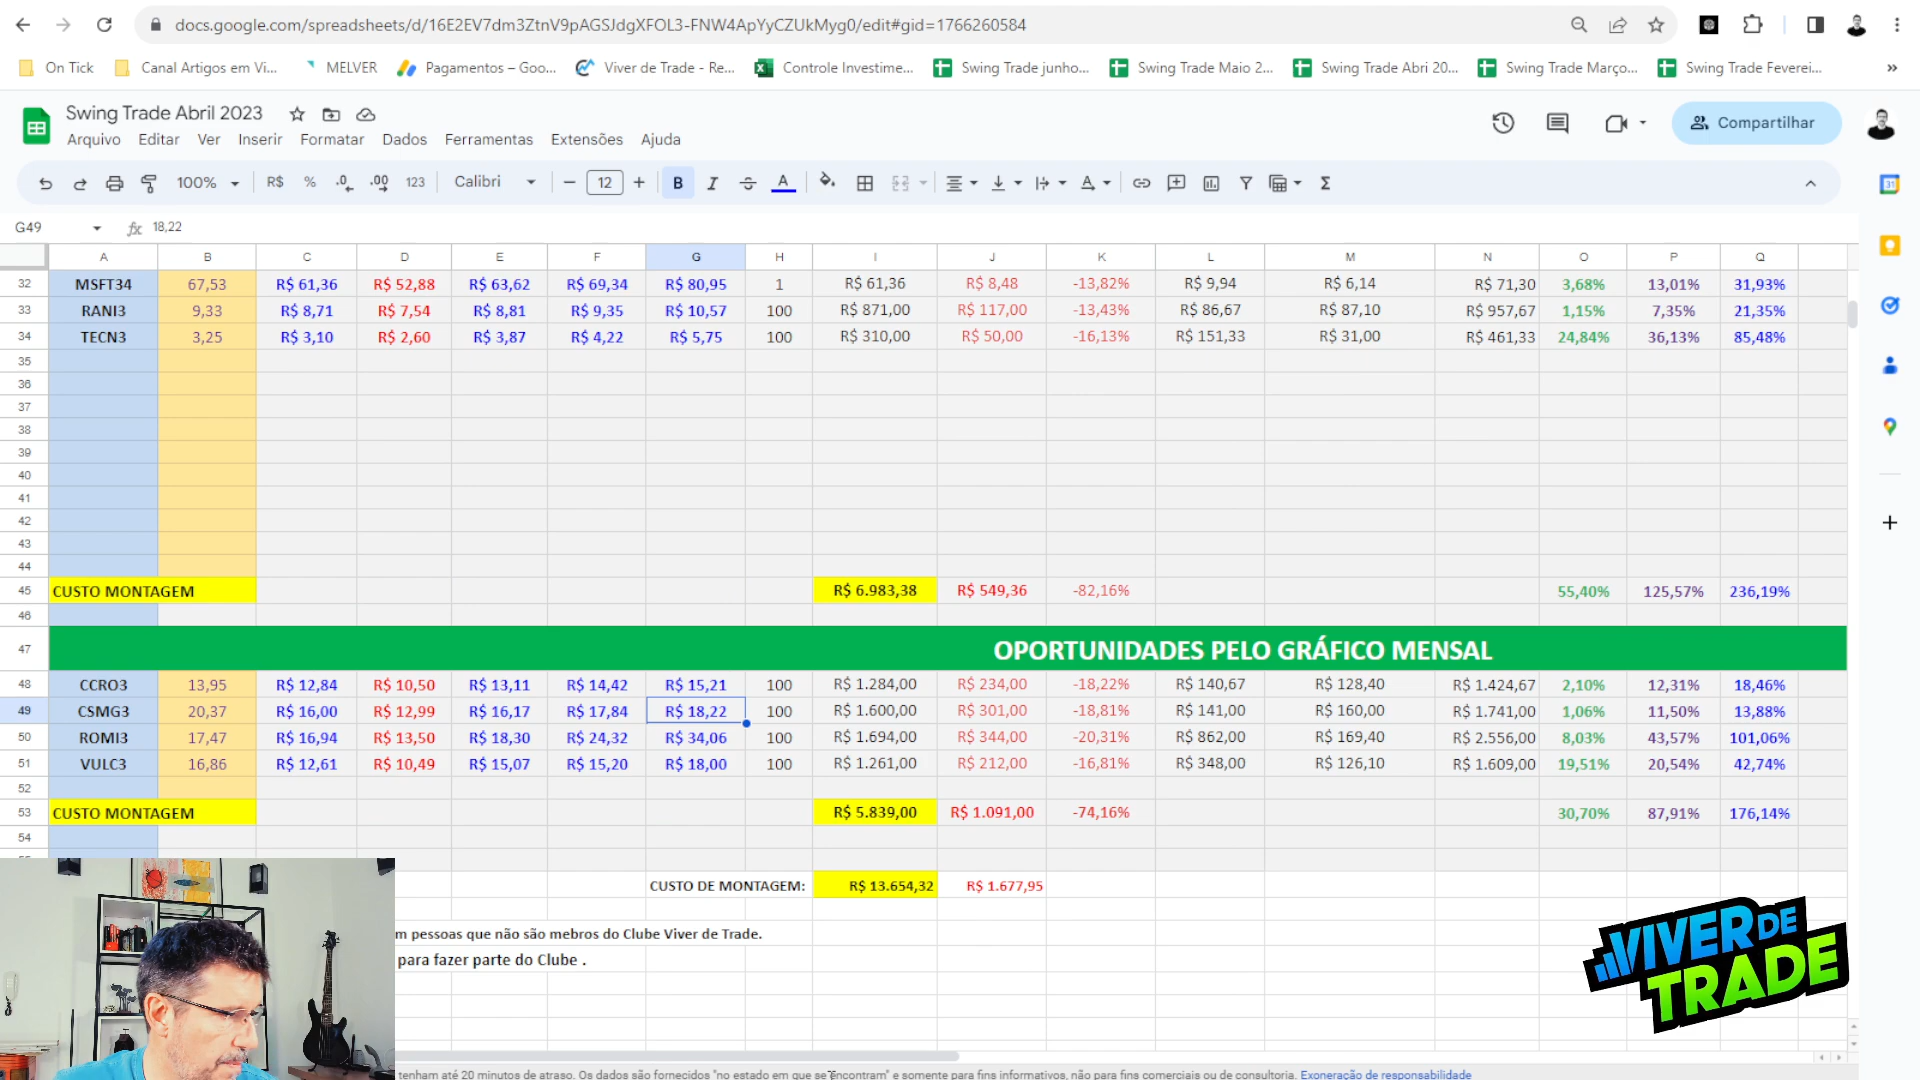 docs.google.com/spreadsheets/d/16E2EV7dm3ZtnV9pAGSJdgXFOL3-FNW4ApYyCZUkMyg0/edit#gid=1766260584
On Tick Canal Artigos em Vi... MELVER Pagamentos – Goo... Viver de Trade - Re... Controle Investime... Swing Trade junho... Swing Trade Maio 2... Swing Trade Abri 20... Swing Trade Março... Swing Trade Feverei... »
Swing Trade Abril 2023
Arquivo Editar Ver Inserir Formatar Dados Ferramentas Extensões Ajuda
Compartilhar
100% R$ % .0 .00 123 Calibri − 12 + B I A Σ
G49 fx 18,22
A B C D E F G H I J K L M N O P Q
32 MSFT34 67,53 R$ 61,36 R$ 52,88 R$ 63,62 R$ 69,34 R$ 80,95 1 R$ 61,36 R$ 8,48 -13,82% R$ 9,94 R$ 6,14 R$ 71,30 3,68% 13,01% 31,93%
33 RANI3 9,33 R$ 8,71 R$ 7,54 R$ 8,81 R$ 9,35 R$ 10,57 100 R$ 871,00 R$ 117,00 -13,43% R$ 86,67 R$ 87,10 R$ 957,67 1,15% 7,35% 21,35%
34 TECN3 3,25 R$ 3,10 R$ 2,60 R$ 3,87 R$ 4,22 R$ 5,75 100 R$ 310,00 R$ 50,00 -16,13% R$ 151,33 R$ 31,00 R$ 461,33 24,84% 36,13% 85,48%
35
36
37
38
39
40
41
42
43
44
45 CUSTO MONTAGEM R$ 6.983,38 R$ 549,36 -82,16% 55,40% 125,57% 236,19%
46
47 OPORTUNIDADES PELO GRÁFICO MENSAL
48 CCRO3 13,95 R$ 12,84 R$ 10,50 R$ 13,11 R$ 14,42 R$ 15,21 100 R$ 1.284,00 R$ 234,00 -18,22% R$ 140,67 R$ 128,40 R$ 1.424,67 2,10% 12,31% 18,46%
49 CSMG3 20,37 R$ 16,00 R$ 12,99 R$ 16,17 R$ 17,84 R$ 18,22 100 R$ 1.600,00 R$ 301,00 -18,81% R$ 141,00 R$ 160,00 R$ 1.741,00 1,06% 11,50% 13,88%
50 ROMI3 17,47 R$ 16,94 R$ 13,50 R$ 18,30 R$ 24,32 R$ 34,06 100 R$ 1.694,00 R$ 344,00 -20,31% R$ 862,00 R$ 169,40 R$ 2.556,00 8,03% 43,57% 101,06%
51 VULC3 16,86 R$ 12,61 R$ 10,49 R$ 15,07 R$ 15,20 R$ 18,00 100 R$ 1.261,00 R$ 212,00 -16,81% R$ 348,00 R$ 126,10 R$ 1.609,00 19,51% 20,54% 42,74%
52
53 CUSTO MONTAGEM R$ 5.839,00 R$ 1.091,00 -74,16% 30,70% 87,91% 176,14%
54
CUSTO DE MONTAGEM: R$ 13.654,32 R$ 1.677,95
m pessoas que não são mebros do Clube Viver de Trade.
para fazer parte do Clube .
VIVER DE
TRADE
tenham até 20 minutos de atraso. Os dados são fornecidos "no estado em que se encontram" e somente para fins informativos, não para fins comerciais ou de consultoria. Exoneração de responsabilidade